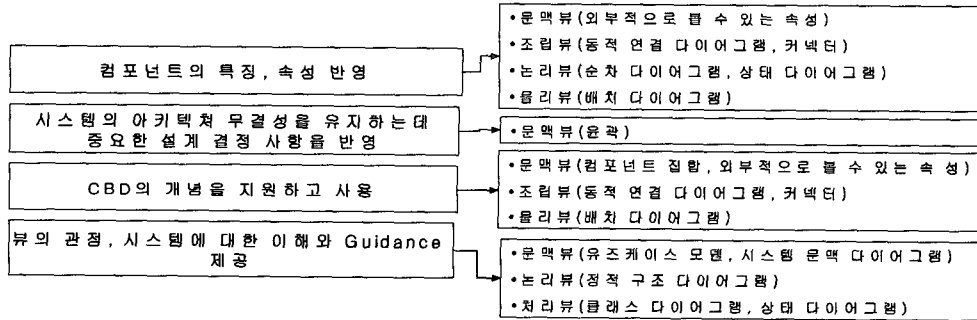 컴포넌트의 특징, 속성 반영
•문맥뷰(외부적으로 볼 수 있는 속성)
•조립뷰(동적 연결 다이어그램, 커넥터)
•논리뷰(순차 다이어그램, 상태 다이어그램)
•물리뷰(배치 다이어그램)
시스템의 아키텍쳐 무결성을 유지하는데
중요한 설계 결정 사항을 반영
•문맥뷰(윤곽)
CBD의 개념을 지원하고 사용
•문맥뷰(컴포넌트 집합, 외부적으로 볼 수 있는 속성)
•조립뷰(동적 연결 다이어그램, 커넥터)
•물리뷰(배치 다이어그램)
뷰의 관점, 시스템에 대한 이해와 Guidance
제공
•문맥뷰(유즈케이스 모델, 시스템 문맥 다이어그램)
•논리뷰(정적 구조 다이어그램)
•처리뷰(클래스 다이어그램, 상태 다이어그램)